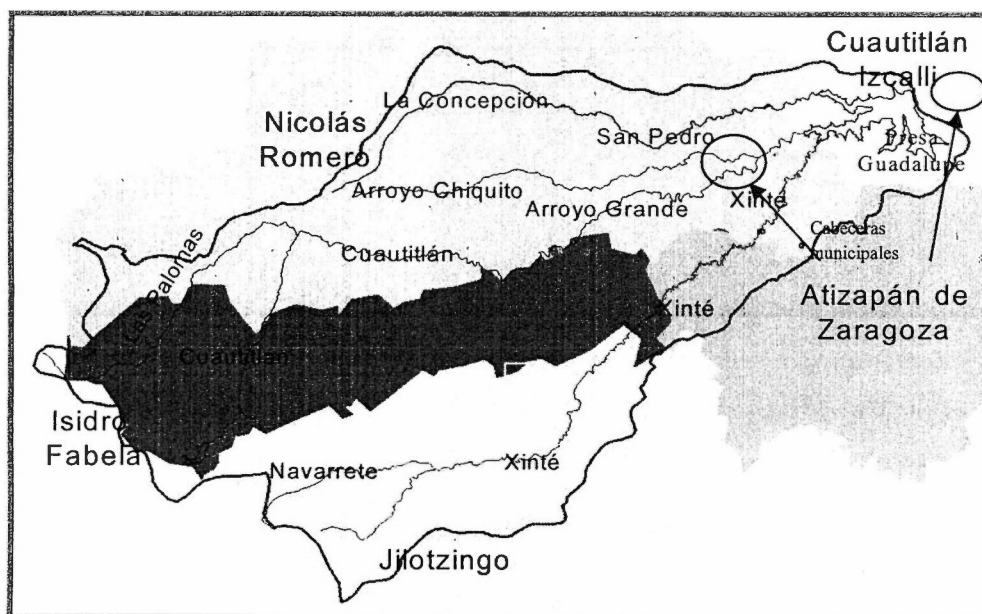 Cuautitlán
Izcalli
La Concepción
Nicolás
Romero
San Pedro
Presa
Guadalupe
Arroyo Chiquito
Arroyo Grande
Xinté
Cabeceras
municipales
Las Palomas
Cuautitlán
Atizapán de
Zaragoza
Xinté
Cuautitlán
Isidro
Fabela
Navarrete
Xinté
Jilotzingo